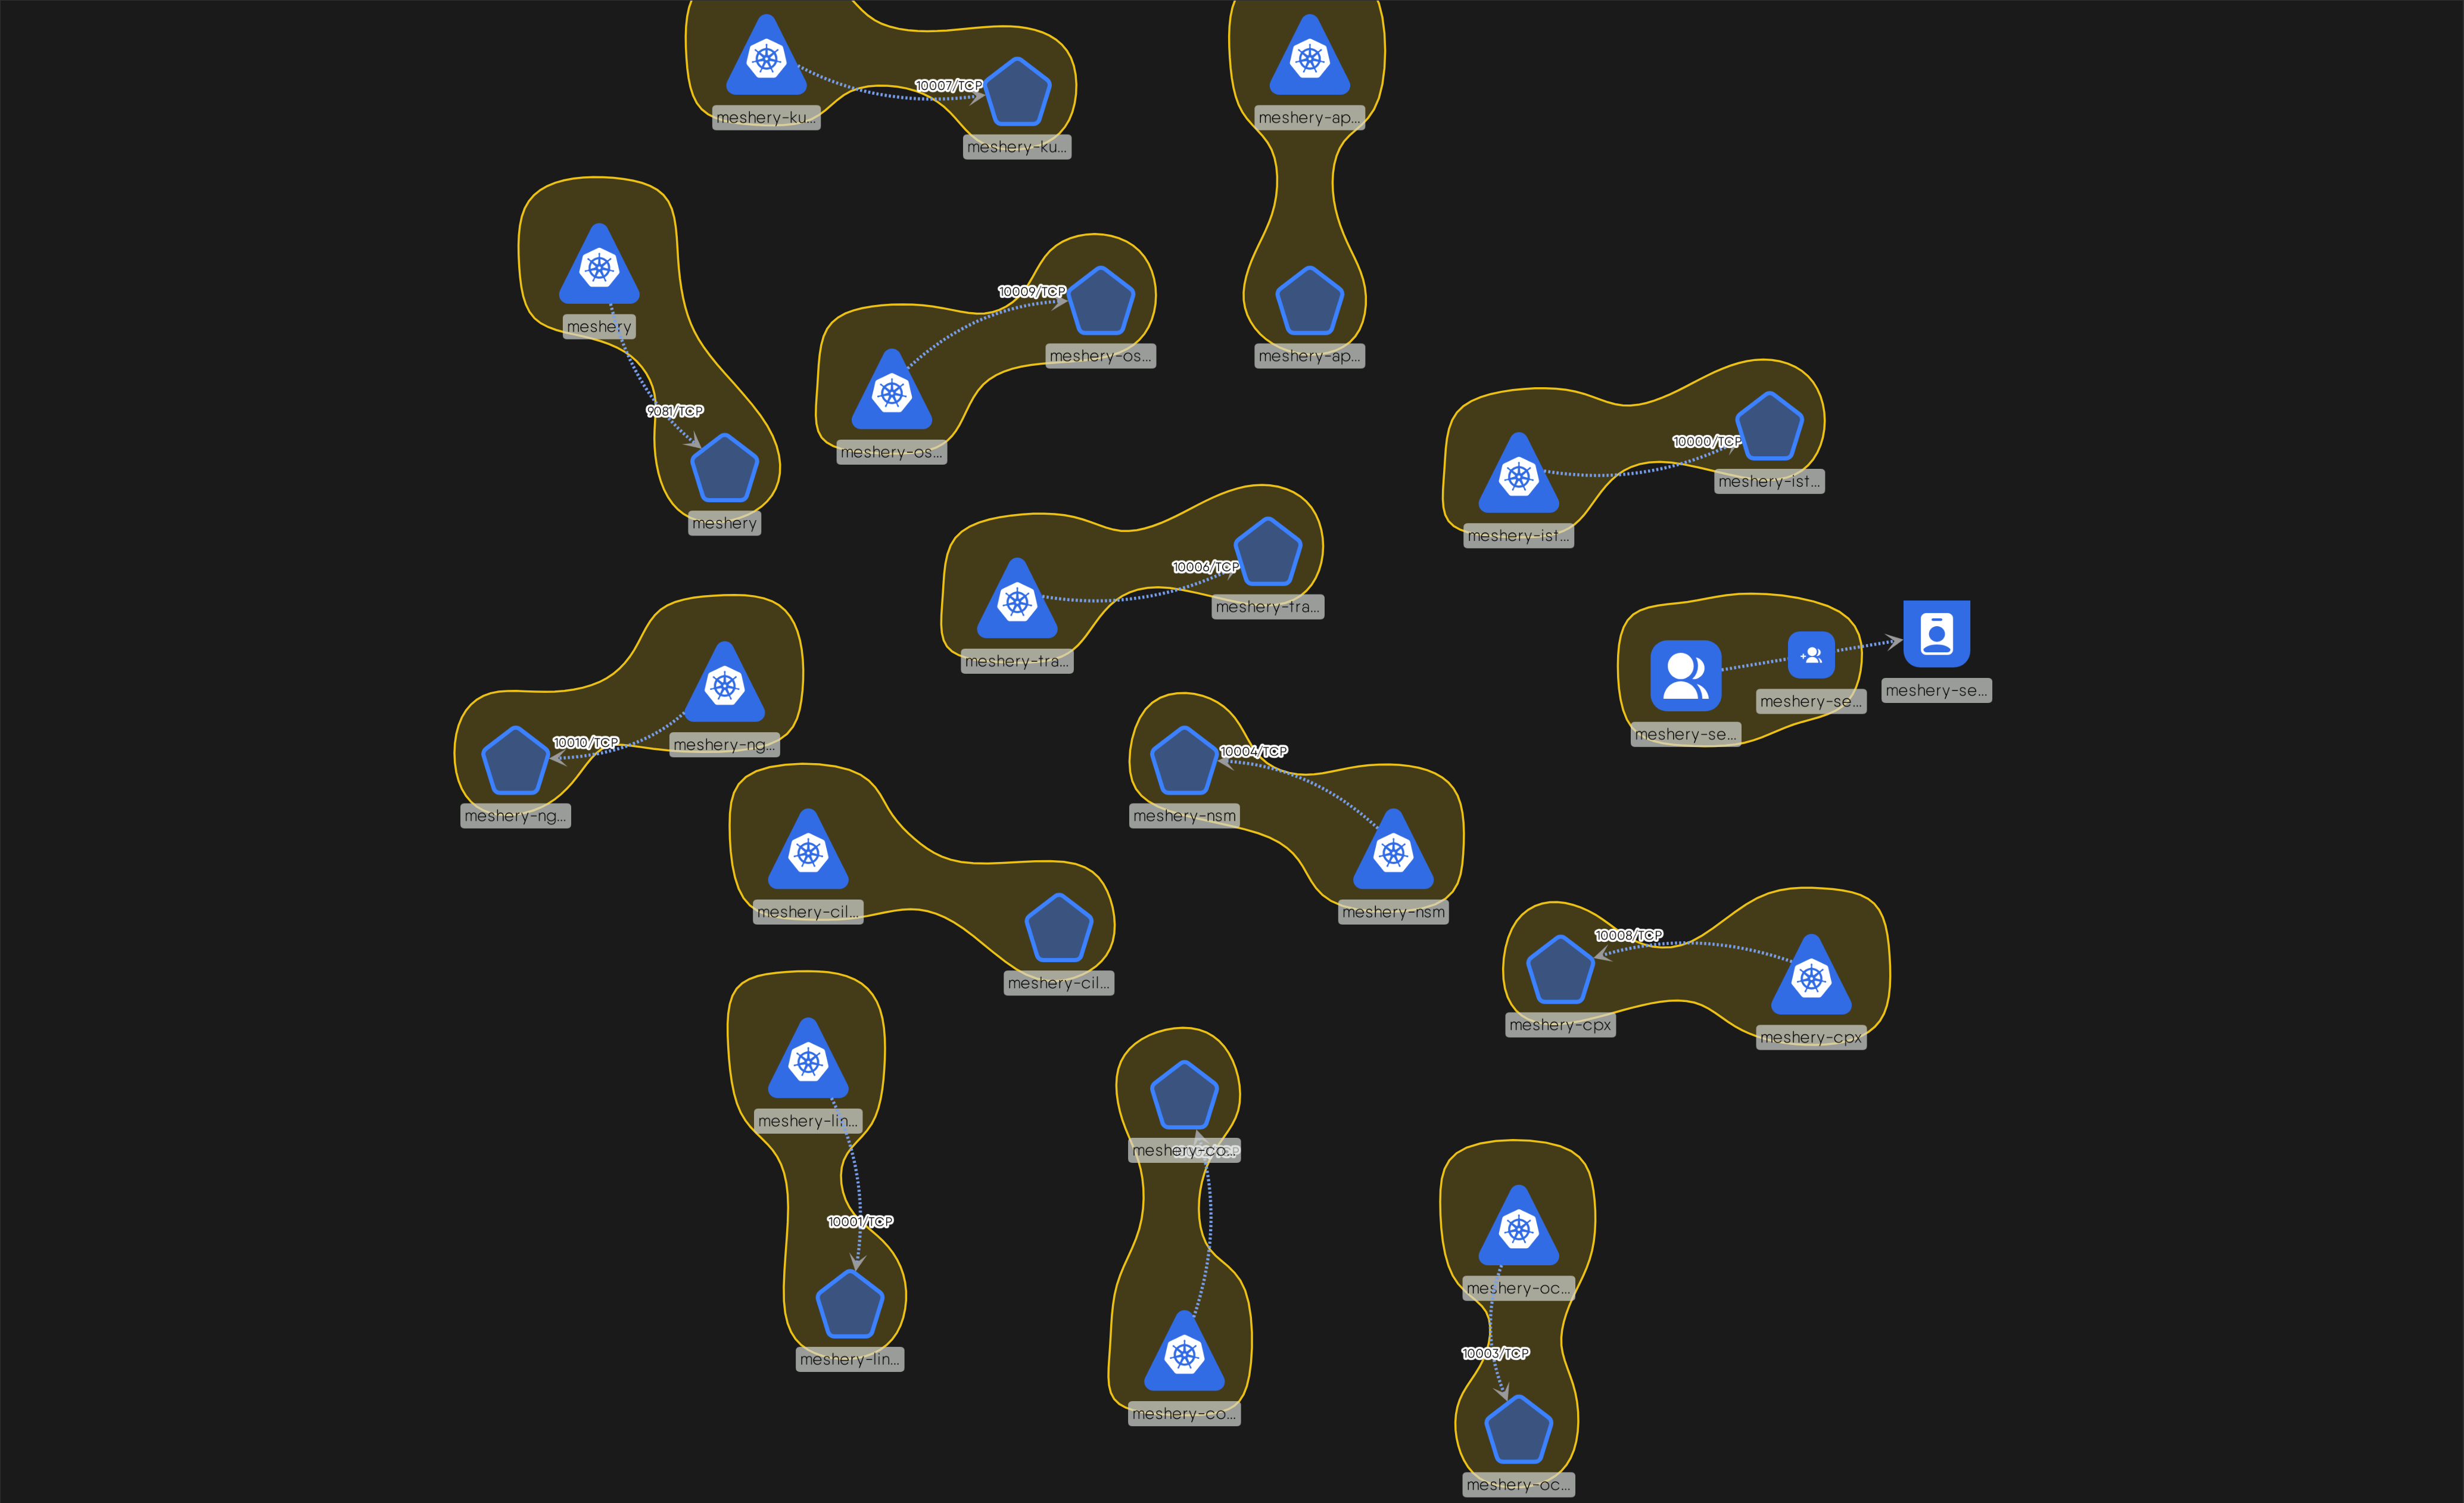 10007/TCP
meshery-ku...
meshery-ap...
meshery-ku...
10009/TCP
meshery
meshery-os...
meshery-ap...
9081/TCP
10000/TCP
meshery-os...
meshery-ist...
meshery
meshery-ist...
10006/TCP
meshery-tra...
meshery-tra...
meshery-se...
meshery-se...
meshery-se...
10010/TCP
meshery-ng...
10004/TCP
meshery-ng...
meshery-nsm
meshery-cil...
meshery-nsm
10008/TCP
meshery-cil...
meshery-cpx
meshery-cpx
meshery-lin...
meshery-co...
10001/TCP
meshery-oc...
10003/TCP
meshery-lin...
meshery-co...
meshery-oc...